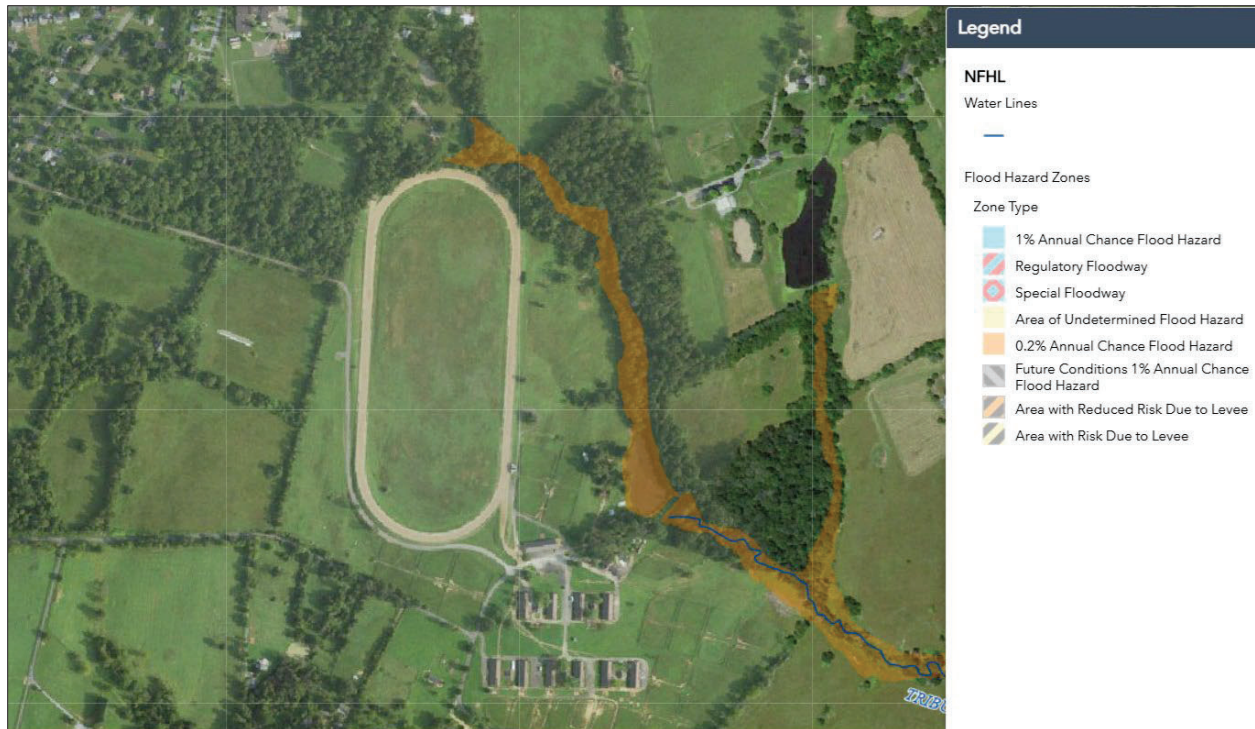 Legend
NFHL
Water Lines
Flood Hazard Zones
Zone Type
1% Annual Chance Flood Hazard
Regulatory Floodway
Special Floodway
Area of Undetermined Flood Hazard
0.2% Annual Chance Flood Hazard
Future Conditions 1% Annual Chance
Flood Hazard
Area with Reduced Risk Due to Levee
Area with Risk Due to Levee
TRIBU